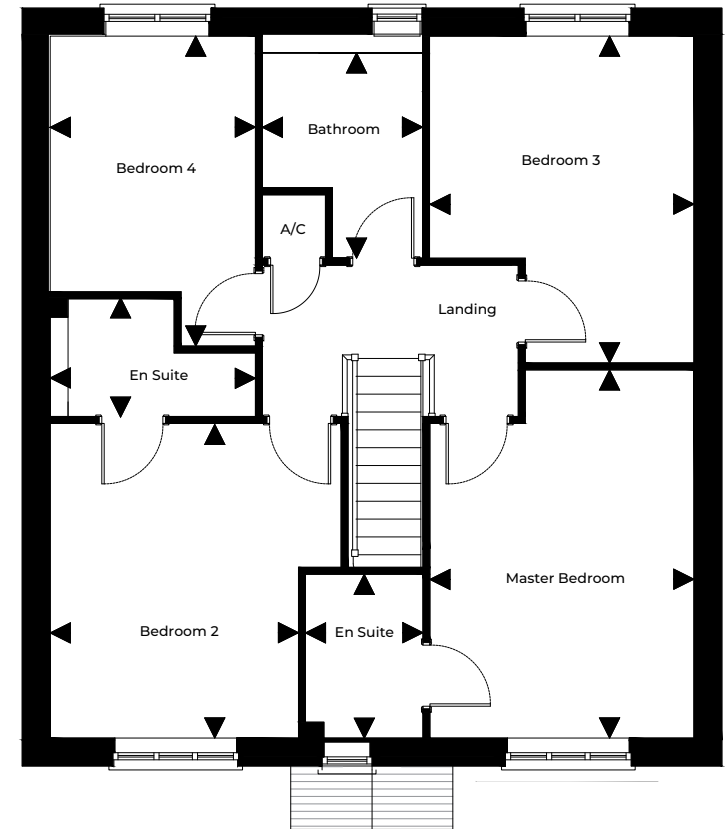 Bathroom
Bedroom 3
Bedroom 4
A/C
Landing
En Suite
Master Bedroom
Bedroom 2
En Suite